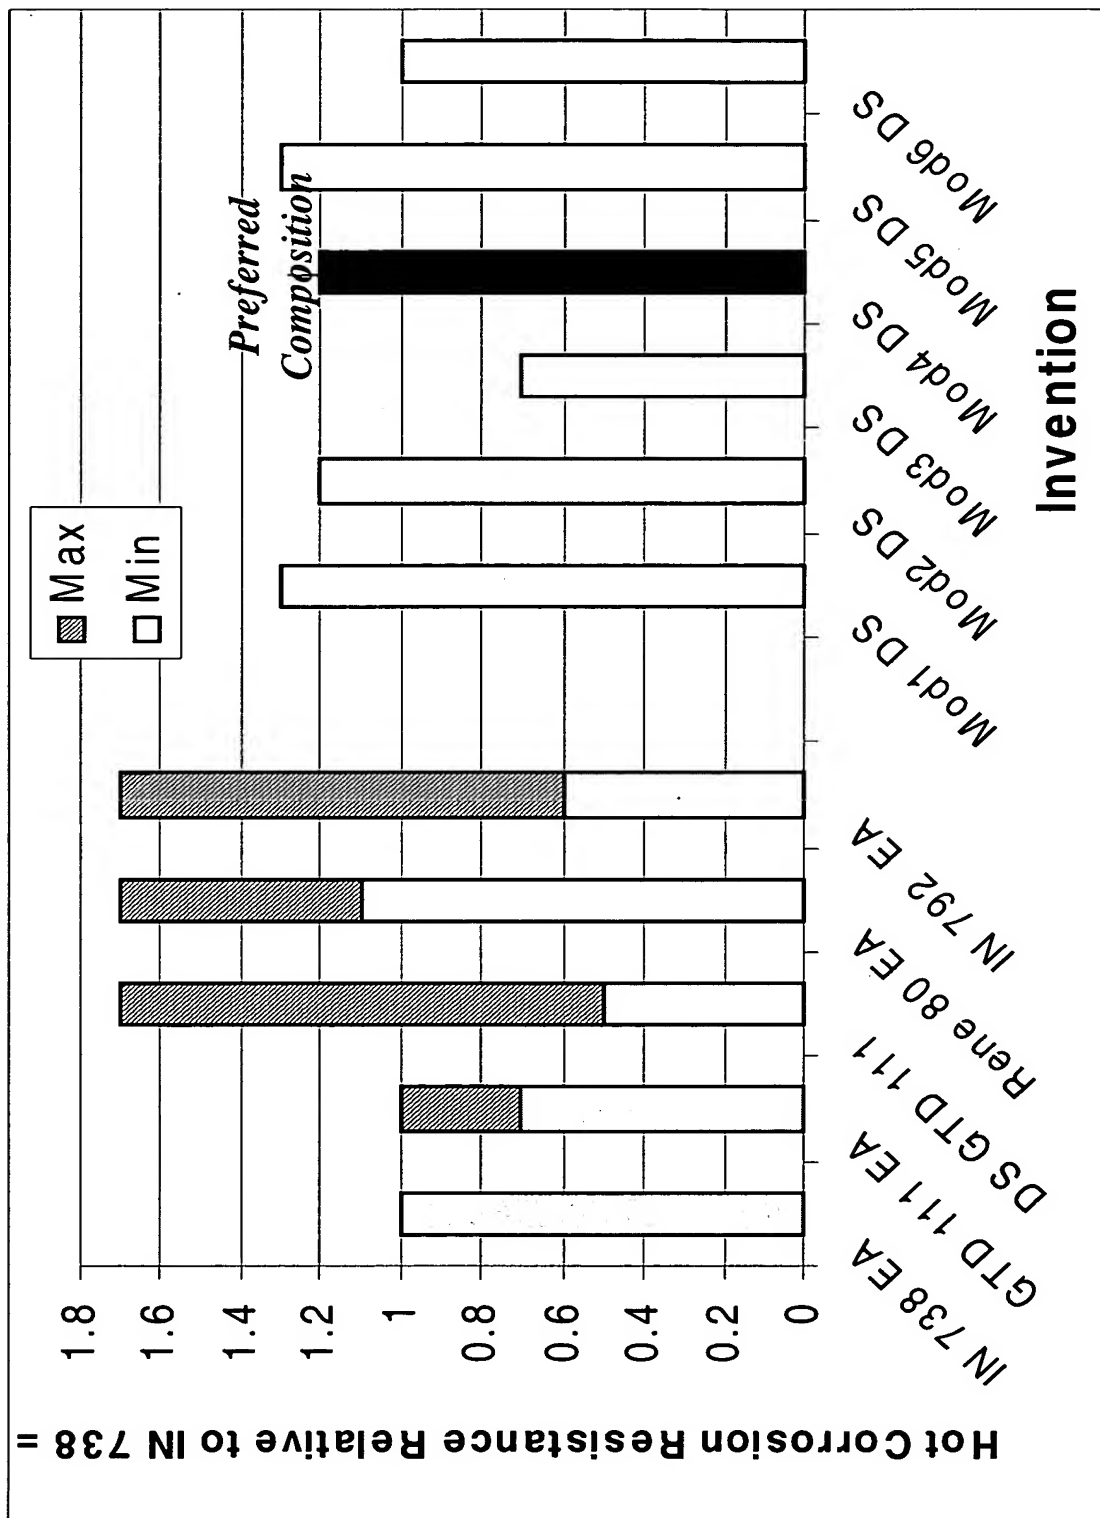 Hot Corrosion Resistance Relative to IN 738 =
1.8
1.6
1.4
1.2
1
0.8
0.6
0.4
0.2
0
Max
Min
Preferred
Composition
IN 738 EA
GTD 111 EA
DS GTD 111
Rene 80 EA
IN 792 EA
Mod1 DS
Mod2 DS
Mod3 DS
Mod4 DS
Mod5 DS
Mod6 DS
Invention